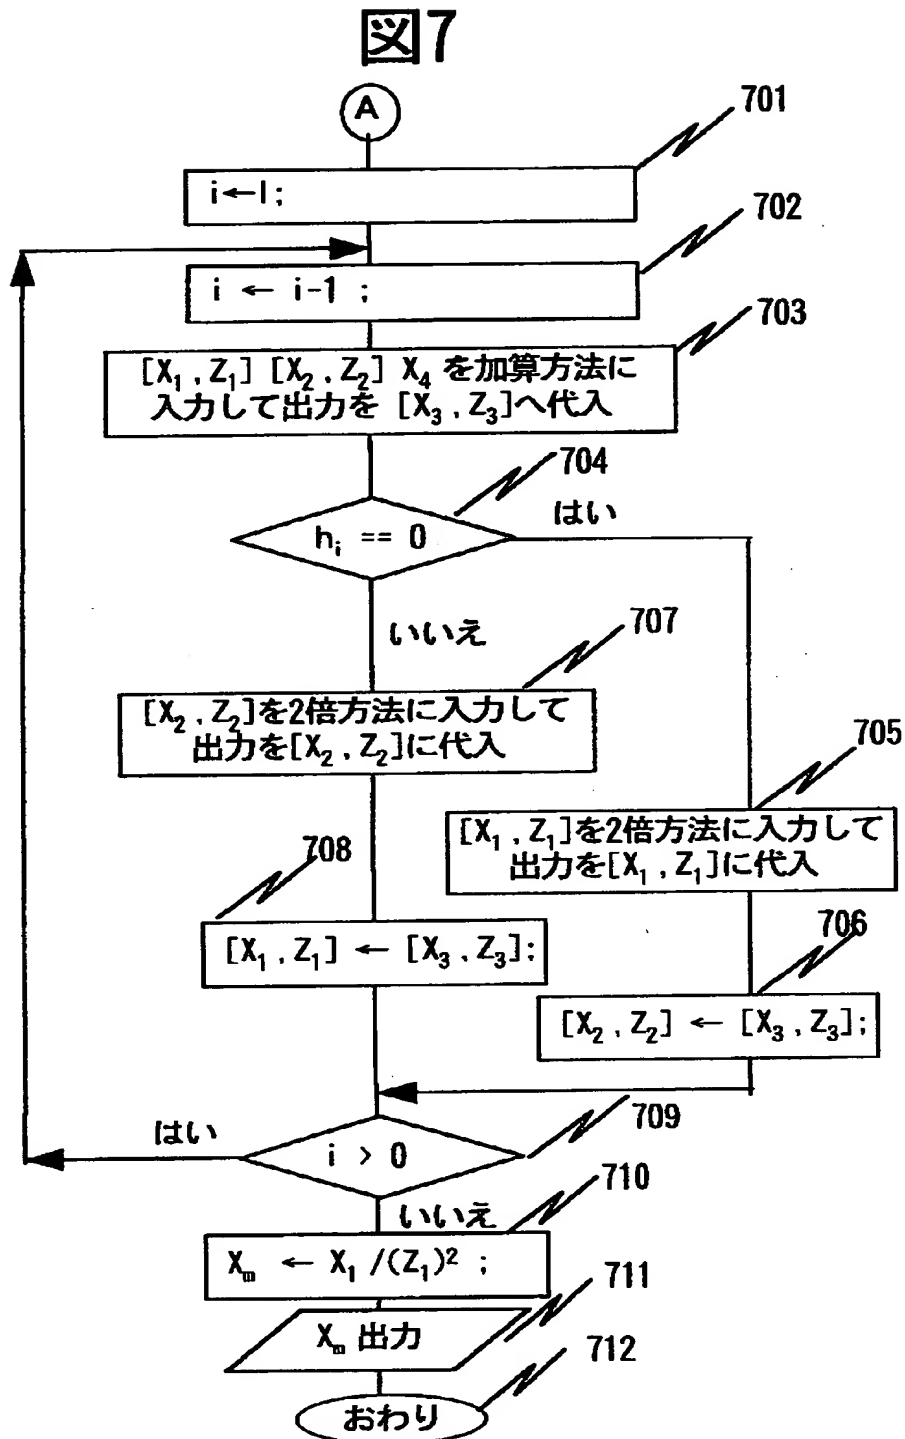 図7
A
701
i←l;
702
i ← i-1 ;
703
[X₁,Z₁] [X₂,Z₂] X₄ を加算方法に
入力して出力を [X₃,Z₃]へ代入
704
hᵢ == 0
はい
いいえ
707
[X₂,Z₂]を2倍方法に入力して
出力を[X₂,Z₂]に代入
705
[X₁,Z₁]を2倍方法に入力して
出力を[X₁,Z₁]に代入
708
[X₁,Z₁] ← [X₃,Z₃];
706
[X₂,Z₂] ← [X₃,Z₃];
709
はい
i > 0
いいえ
710
Xₘ ← X₁/(Z₁)² ;
711
Xₘ 出力
712
おわり